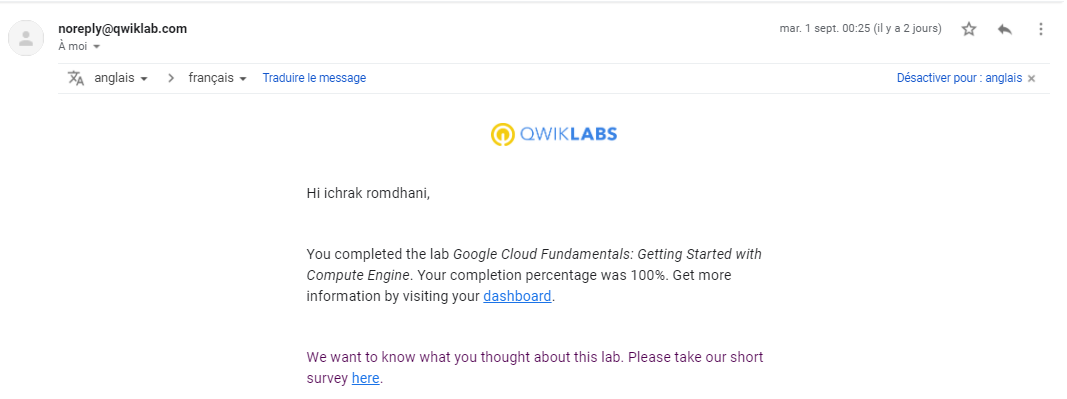 noreply@qwiklab.com
mar. 1 sept. 00:25 (il y a 2 jours)
À moi
anglais
français
Traduire le message
Désactiver pour : anglais
QWIKLABS
Hi ichrak romdhani,
You completed the lab Google Cloud Fundamentals: Getting Started with
Compute Engine. Your completion percentage was 100%. Get more
information by visiting your dashboard.
We want to know what you thought about this lab. Please take our short
survey here.